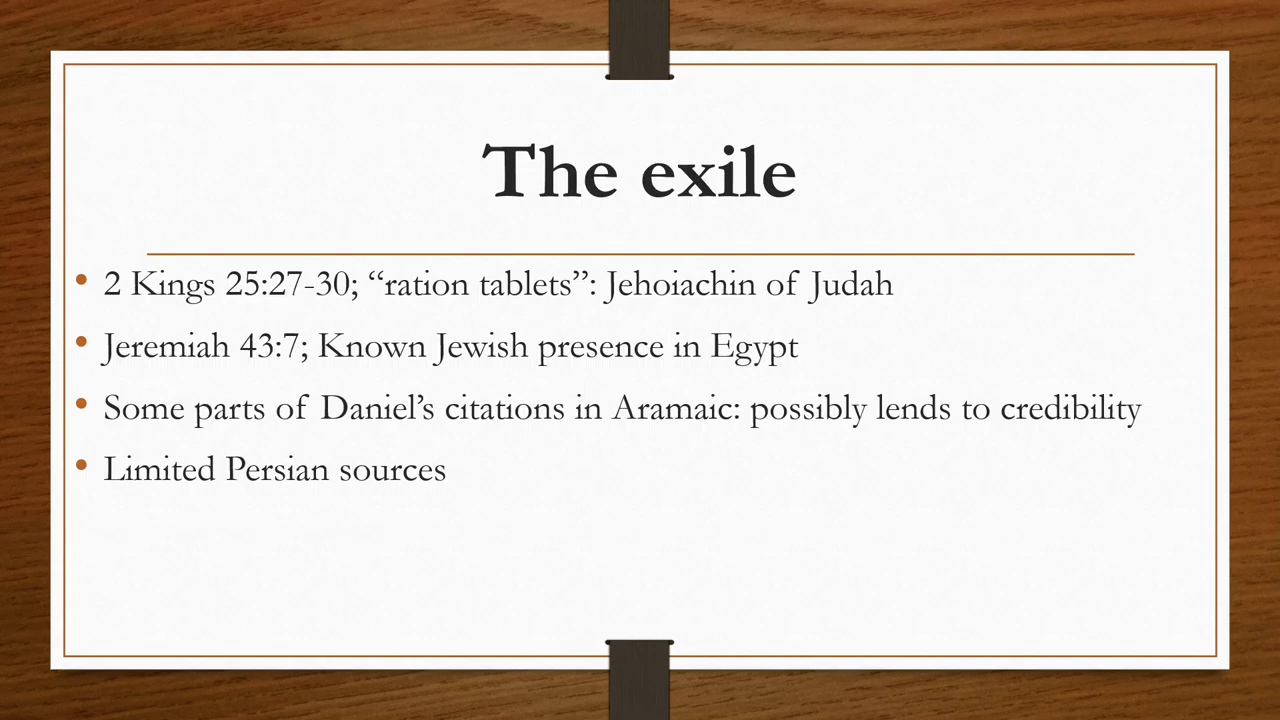 The exile
• 2 Kings 25:27-30; “ration tablets”: Jehoiachin of Judah
• Jeremiah 43:7; Known Jewish presence in Egypt
• Some parts of Daniel’s citations in Aramaic: possibly lends to credibility
• Limited Persian sources